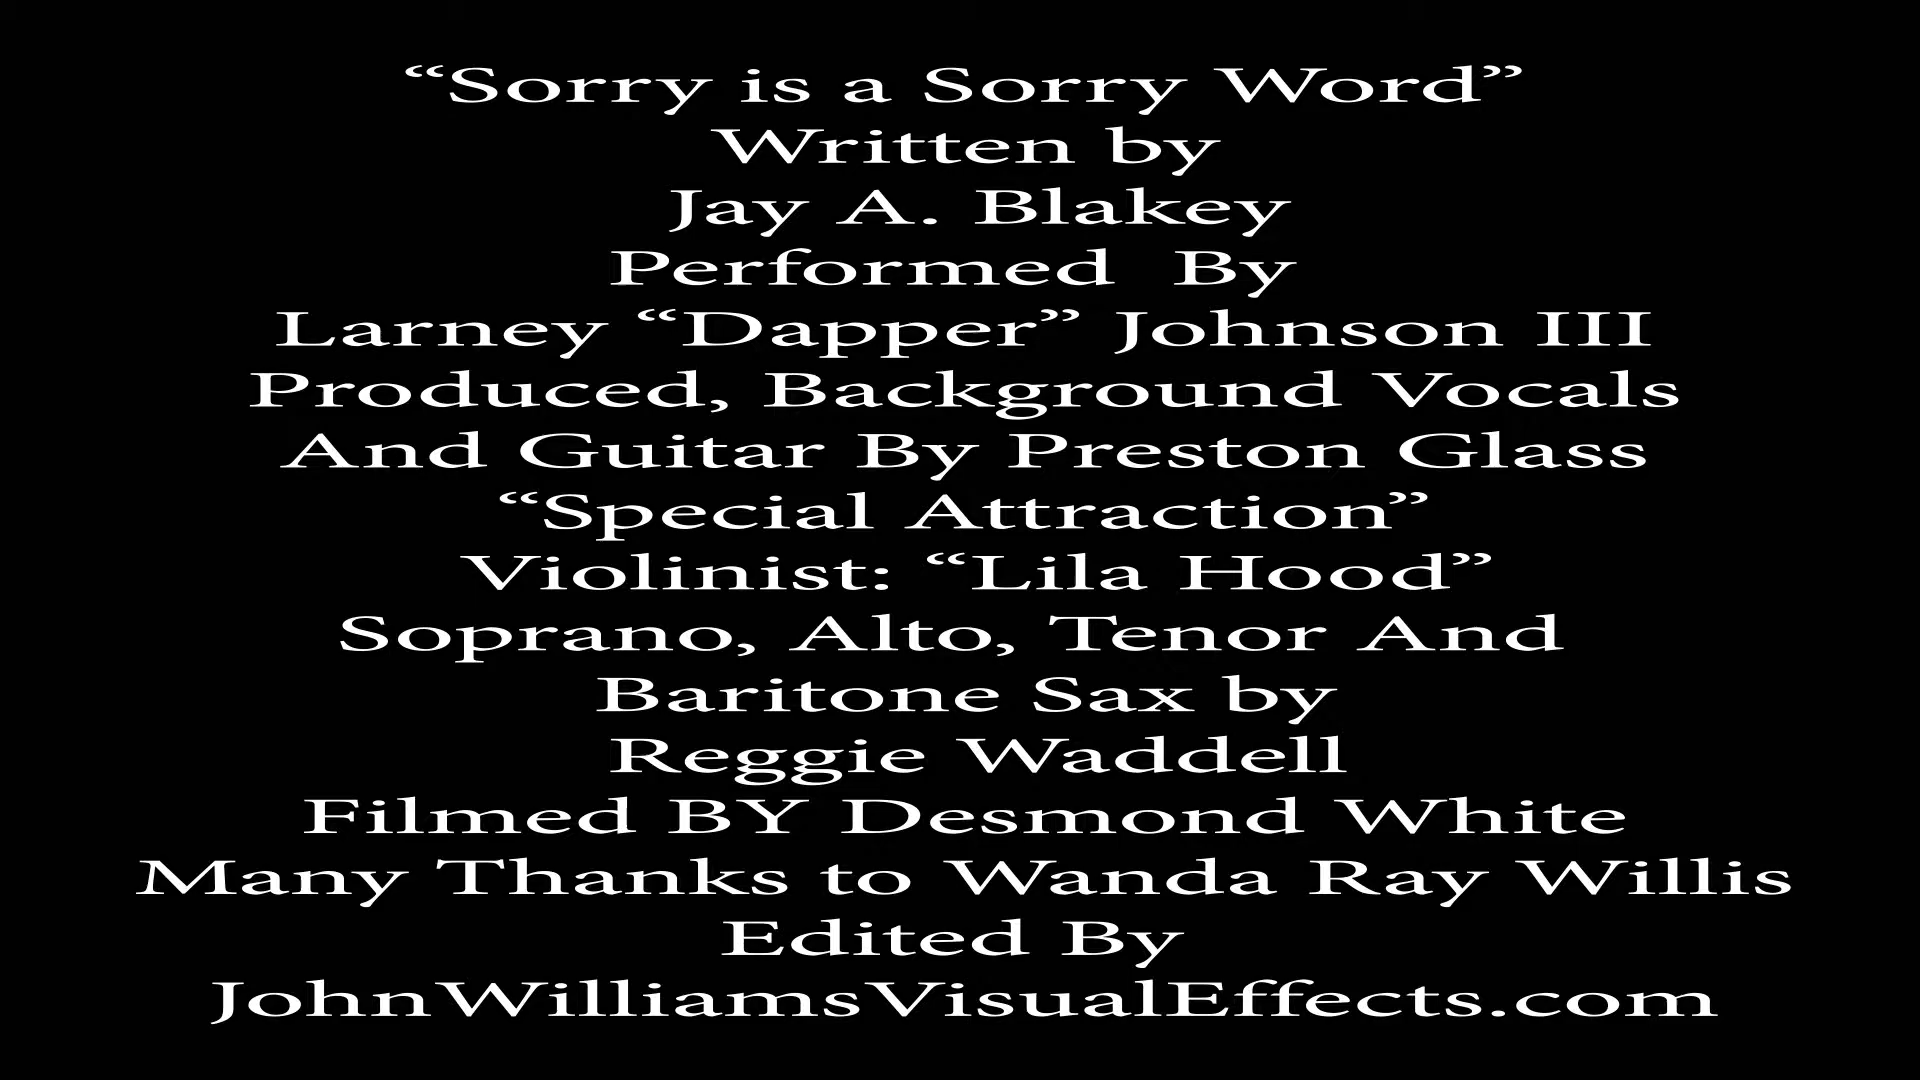 “Sorry is a Sorry Word”
Written by
Jay A. Blakey
Performed  By
Larney “Dapper” Johnson III
Produced, Background Vocals
And Guitar By Preston Glass
“Special Attraction”
Violinist: “Lila Hood”
Soprano, Alto, Tenor And
Baritone Sax by
Reggie Waddell
Filmed BY Desmond White
Many Thanks to Wanda Ray Willis
Edited By
JohnWilliamsVisualEffects.com